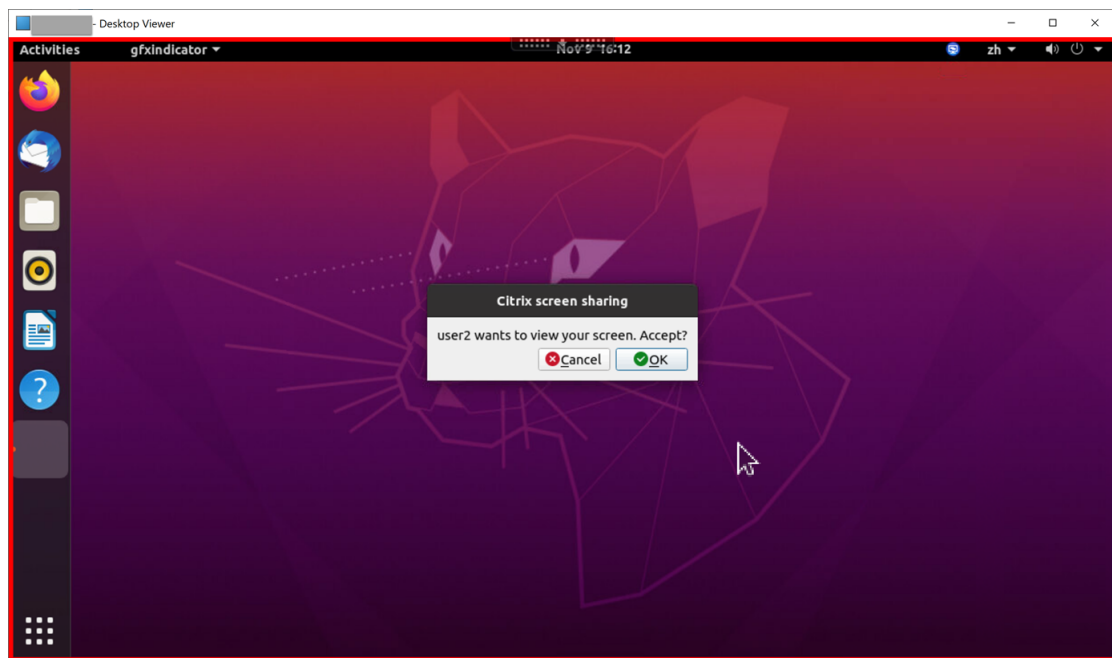 - Desktop Viewer
Activities
gfxindicator
Nov 9 16:12
zh
Citrix screen sharing
user2 wants to view your screen. Accept?
Cancel
OK
?